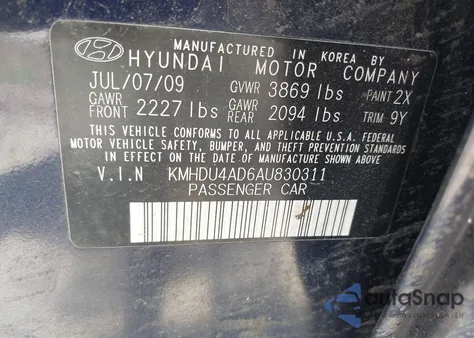 MANUFACTURED IN KOREA BY
HYUNDAI MOTOR COMPANY
JUL/07/09 GVWR 3869 lbs PAINT 2X
GAWR FRONT 2227 lbs GAWR REAR 2094 lbs TRIM 9Y
THIS VEHICLE CONFORMS TO ALL APPLICABLE U.S.A. FEDERAL
MOTOR VEHICLE SAFETY, BUMPER, AND THEFT PREVENTION STANDARDS
IN EFFECT ON THE DATE OF MANUFACTURE SHOWN ABOVE.
V.I.N KMHDU4AD6AU830311
PASSENGER CAR
AutoSnap